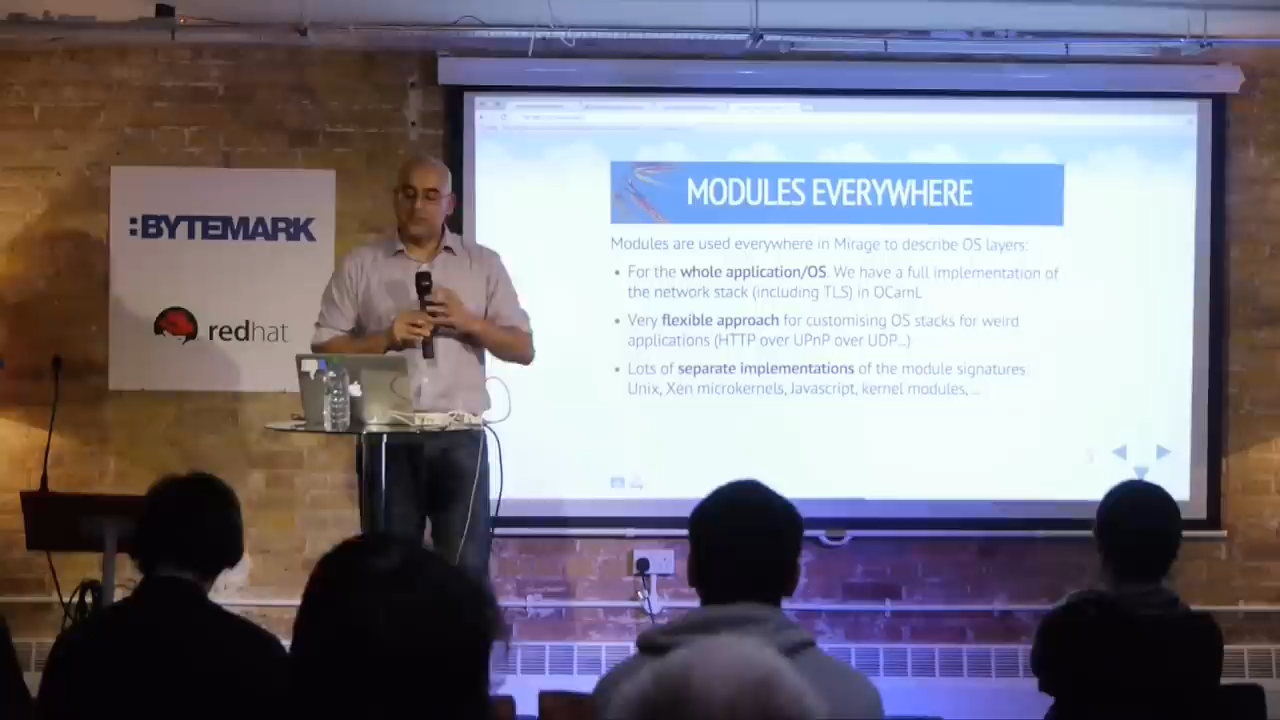 :BYTEMARK
redhat
MODULES EVERYWHERE
Modules are used everywhere in Mirage to describe OS layers:
• For the whole application/OS. We have a full implementation of
the network stack (including TLS) in OCaml.
• Very flexible approach for customising OS stacks for weird
applications (HTTP over UPnP over UDP...)
• Lots of separate implementations of the module signatures:
Unix, Xen microkernels, Javascript, kernel modules, ...